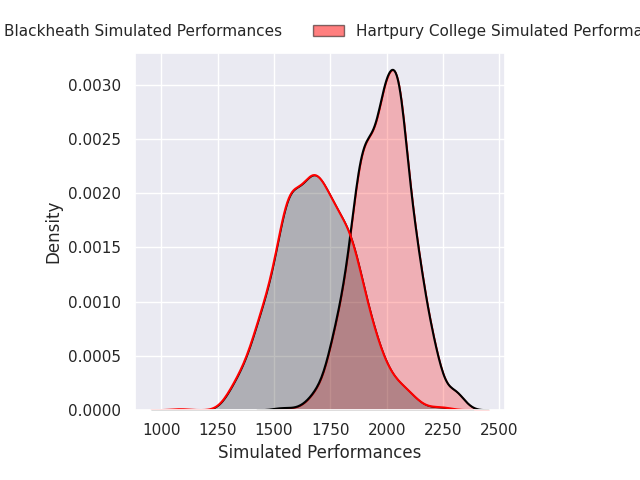 Blackheath Simulated Performances
Hartpury College Simulated Performa
0.0030
0.0025
0.0020
0.0015
0.0010
0.0005
0.0000
Density
1000 1250 1500 1750 2000 2250 2500
Simulated Performances